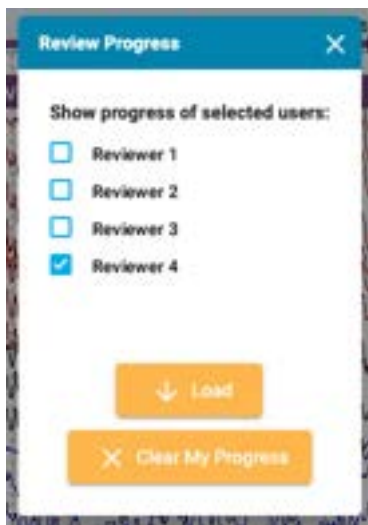 Review Progress
Show progress of selected users:
Reviewer 1
Reviewer 2
Reviewer 3
Reviewer 4
Load
Clear My Progress